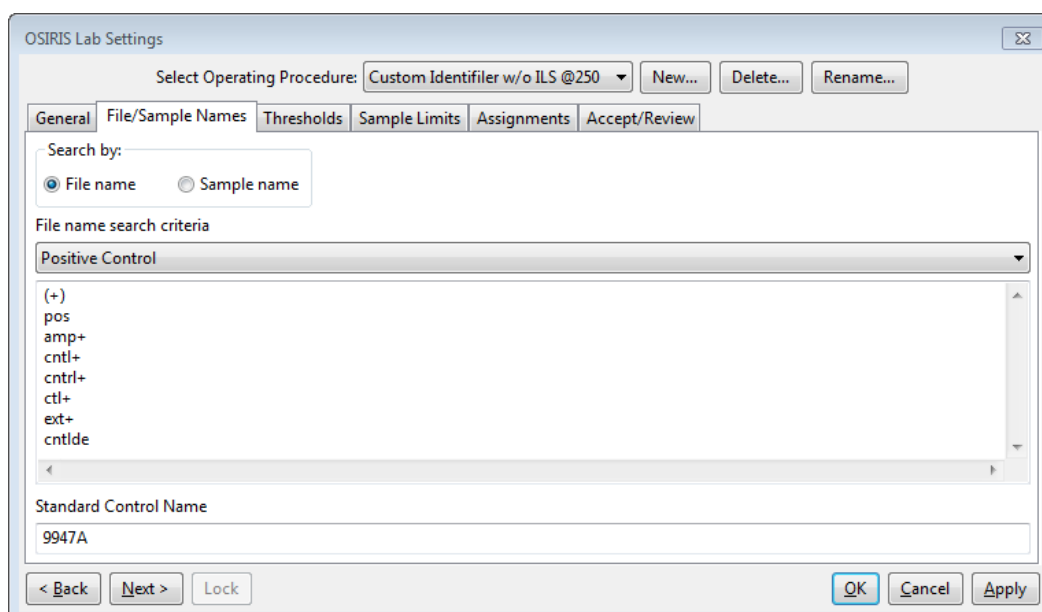 OSIRIS Lab Settings
Select Operating Procedure: Custom Identifiler w/o ILS @250 New... Delete... Rename...
General File/Sample Names Thresholds Sample Limits Assignments Accept/Review
Search by:
File name Sample name
File name search criteria
Positive Control
(+)
pos
amp+
cntl+
cntrl+
ctl+
ext+
cntlde
Standard Control Name
9947A
< Back Next > Lock OK Cancel Apply